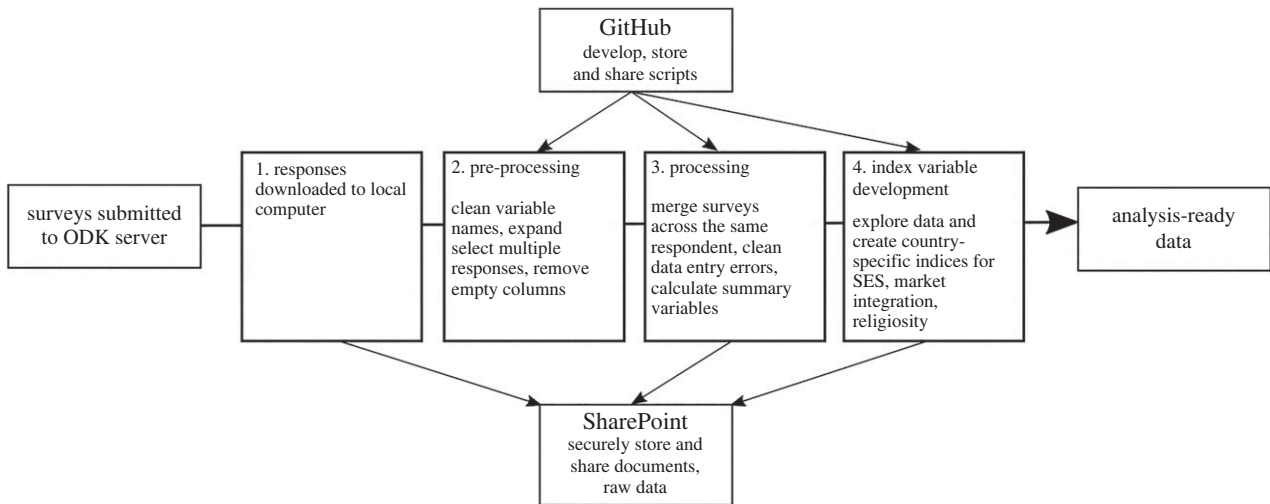 GitHub
develop, store
and share scripts
surveys submitted
to ODK server
1. responses
downloaded to local
computer
2. pre-processing
clean variable
names, expand
select multiple
responses, remove
empty columns
3. processing
merge surveys
across the same
respondent, clean
data entry errors,
calculate summary
variables
4. index variable
development
explore data and
create country-
specific indices for
SES, market
integration,
religiosity
analysis-ready
data
SharePoint
securely store and
share documents,
raw data